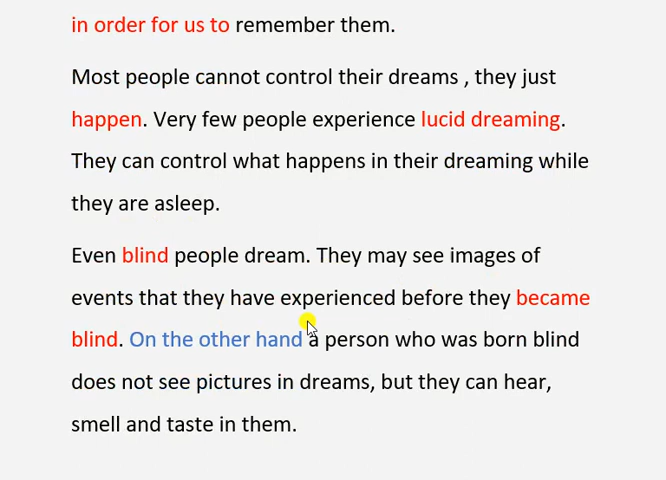 in order for us to remember them.
Most people cannot control their dreams , they just
happen. Very few people experience lucid dreaming.
They can control what happens in their dreaming while
they are asleep.
Even blind people dream. They may see images of
events that they have experienced before they became
blind. On the other hand a person who was born blind
does not see pictures in dreams, but they can hear,
smell and taste in them.